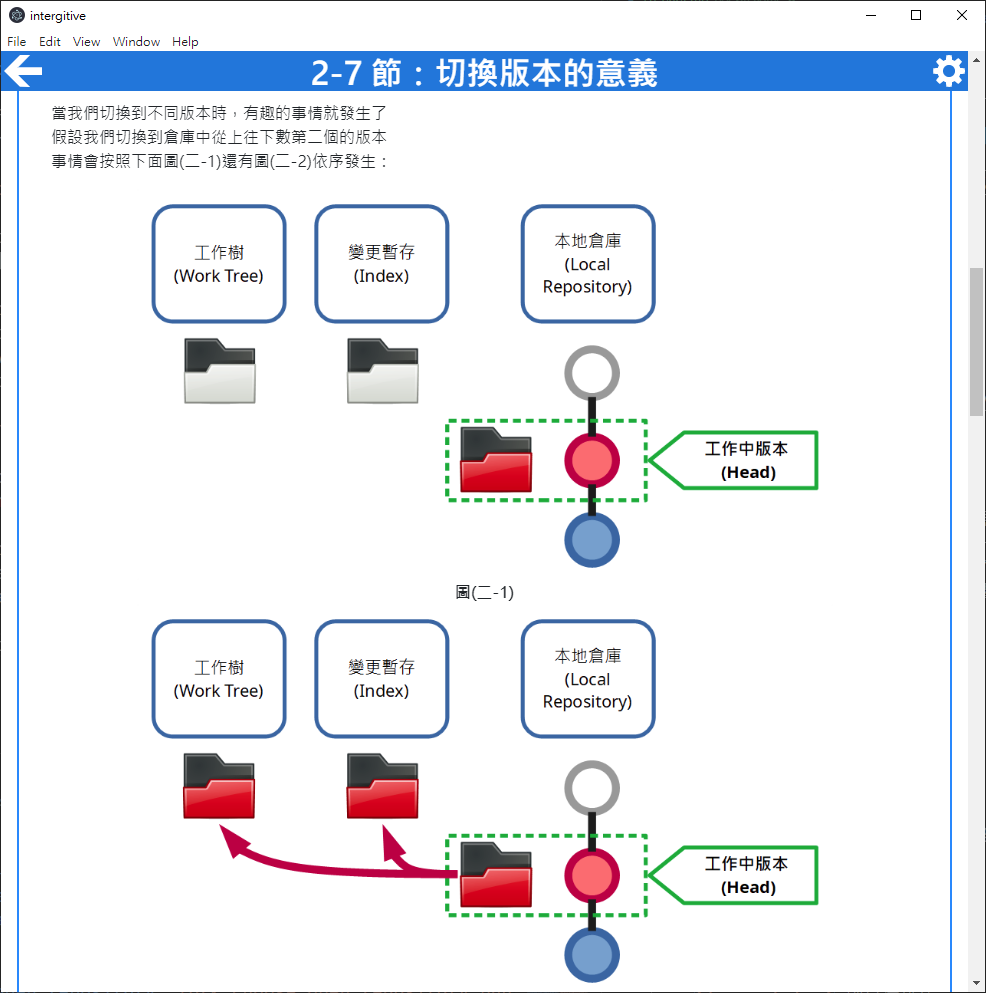 intergitive
File Edit View Window Help
2-7 節：切換版本的意義
當我們切換到不同版本時，有趣的事情就發生了
假設我們切換到倉庫中從上往下數第二個的版本
事情會按照下面圖(二-1)還有圖(二-2)依序發生：
工作樹
(Work Tree)
變更暫存
(Index)
本地倉庫
(Local
Repository)
工作中版本
(Head)
圖(二-1)
工作樹
(Work Tree)
變更暫存
(Index)
本地倉庫
(Local
Repository)
工作中版本
(Head)